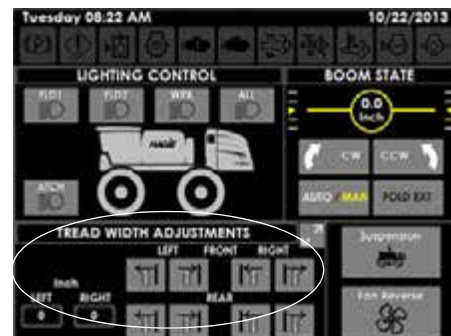 Tuesday 08:22 AM 10/22/2013
(P) (!)
LIGHTING CONTROL
FLD1 FLD2 WRK ALL
HAGIE
ATCH
BOOM STATE
0.0
Inch
CW CCW
AUTO / MAN FOLD EXT
TREAD WIDTH ADJUSTMENTS
LEFT FRONT RIGHT
Inch
LEFT RIGHT
REAR
0 0
Suspension
Fan Reverse